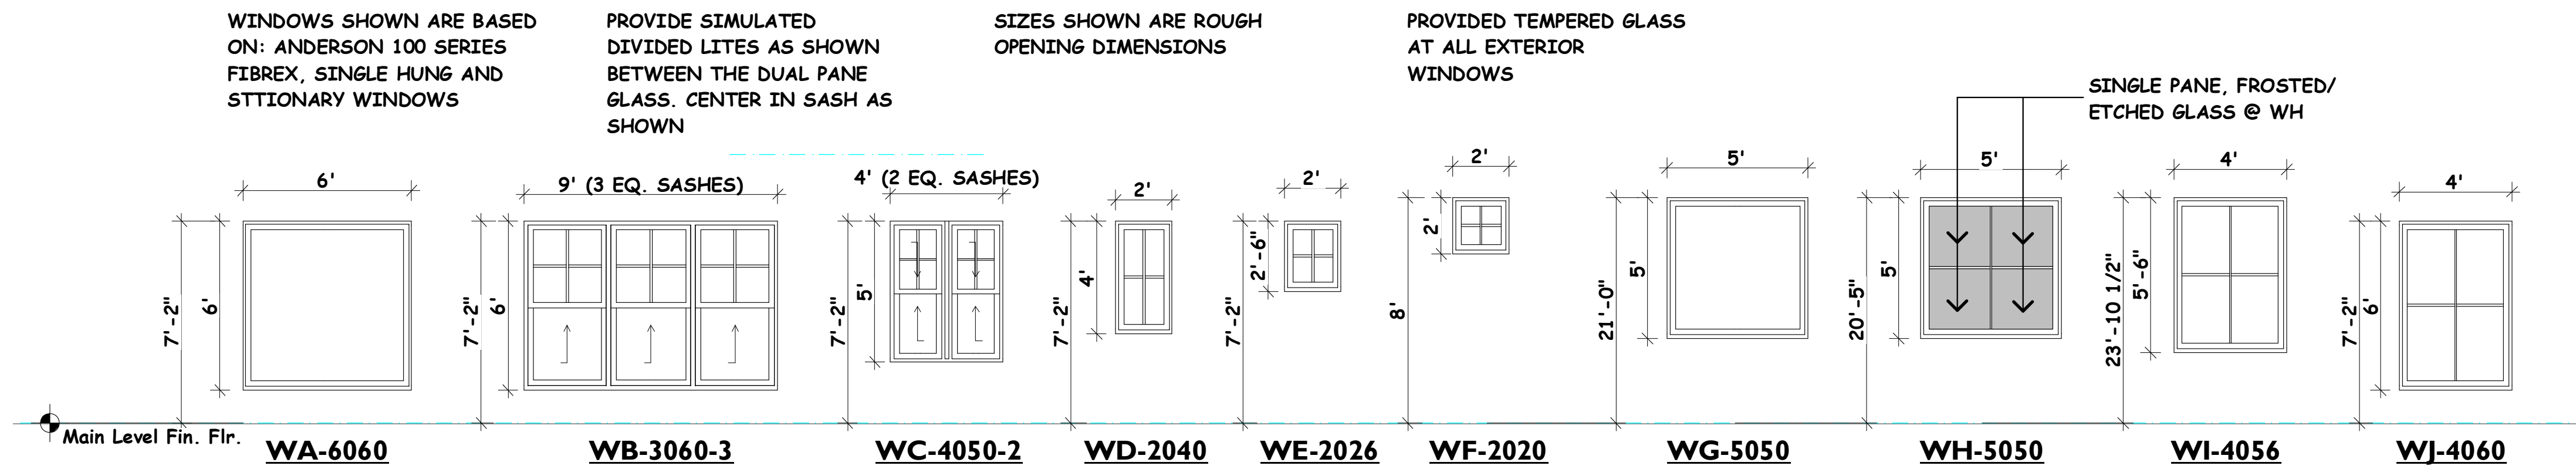 WINDOWS SHOWN ARE BASED
ON: ANDERSON 100 SERIES
FIBREX, SINGLE HUNG AND
STTIONARY WINDOWS
PROVIDE SIMULATED
DIVIDED LITES AS SHOWN
BETWEEN THE DUAL PANE
GLASS. CENTER IN SASH AS
SHOWN
SIZES SHOWN ARE ROUGH
OPENING DIMENSIONS
PROVIDED TEMPERED GLASS
AT ALL EXTERIOR
WINDOWS
SINGLE PANE, FROSTED/
ETCHED GLASS @ WH
6'
7'-2"
6'
9' (3 EQ. SASHES)
7'-2"
6'
4' (2 EQ. SASHES)
7'-2"
5'
2'
7'-2"
4'
2'
7'-2"
2'-6"
2'
8'
2'
5'
21'-0"
5'
5'
20'-5"
5'
4'
23'-10 1/2"
5'-6"
4'
7'-2"
6'
Main Level Fin. Flr.
WA-6060
WB-3060-3
WC-4050-2
WD-2040
WE-2026
WF-2020
WG-5050
WH-5050
WI-4056
WJ-4060